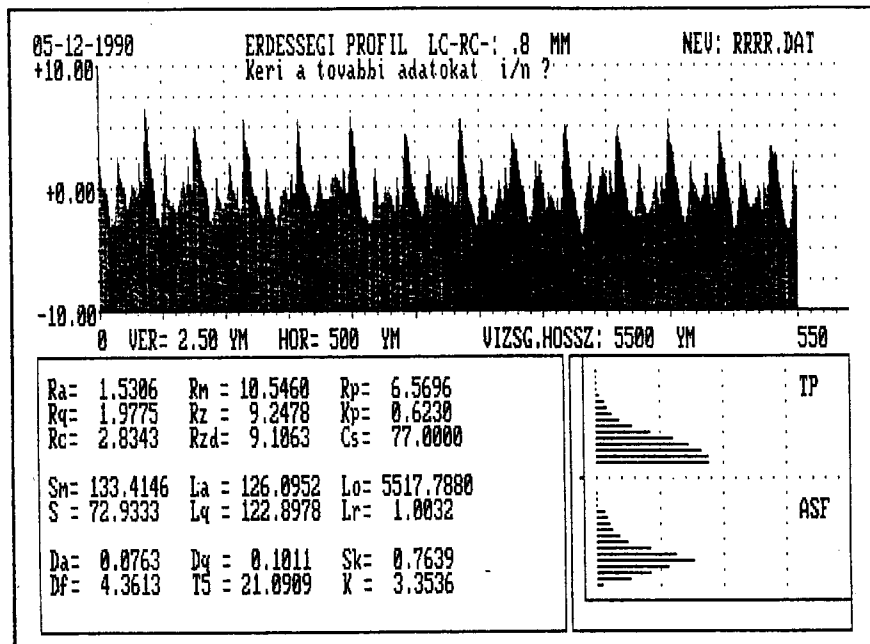 05-12-1990 ERDESSEGI PROFIL LC-RC-: .8 MM NEV: RRRR.DAT
+10.00 Keri a tovabbi adatokat i/n ?
+0.00
-10.00
0 VER= 2.50 YM HOR= 500 YM VIZSG.HOSSZ: 5500 YM 550
Ra= 1.5306 Rm = 10.5460 Rp= 6.5696
Rq= 1.9775 Rz = 9.2478 Kp= 0.6230
Rc= 2.8343 Rzd= 9.1063 Cs= 77.0000
Sm= 133.4146 La = 126.0952 Lo= 5517.7880
S = 72.9333 Lq = 122.8978 Lr= 1.0032
Da= 0.0763 Dq = 0.1011 Sk= 0.7639
Df= 4.3613 T5 = 21.0909 K = 3.3536
TP
ASF